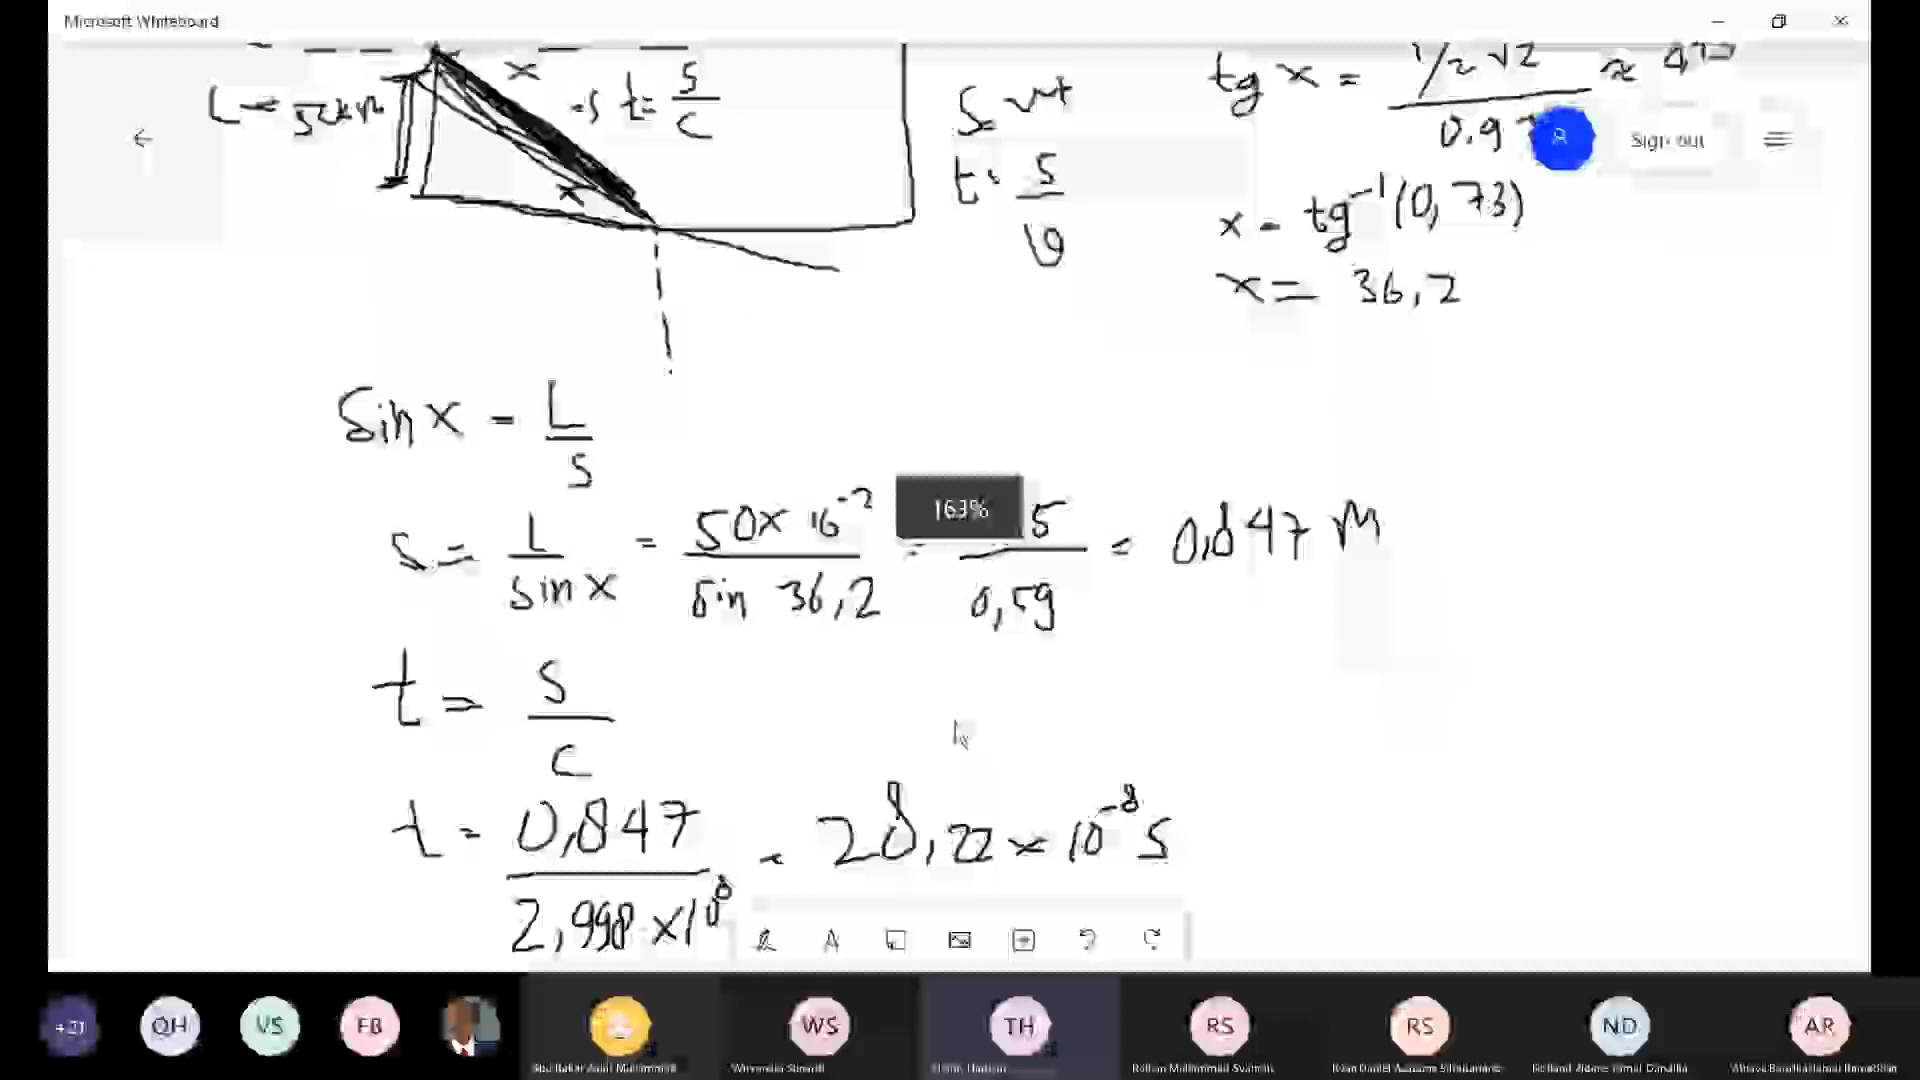 Microsoft Whiteboard
x
L =
=s t = s/c
s = vt
t = s/v
tg x = 1/2 √2 / 0.9
Sign out
x
x = tg⁻¹(0,73)
x = 36,2
sin x = L/s
163%
s = L/sin x = 50 x 10⁻² / sin 36,2 = 5/0,59 = 0,847 m
t = s/c
t = 0,847 / 2,998 x 10⁸ = 28,22 x 10⁻⁸ s
+21
QH
VS
FB
WS
TH
RS
RS
ND
AR